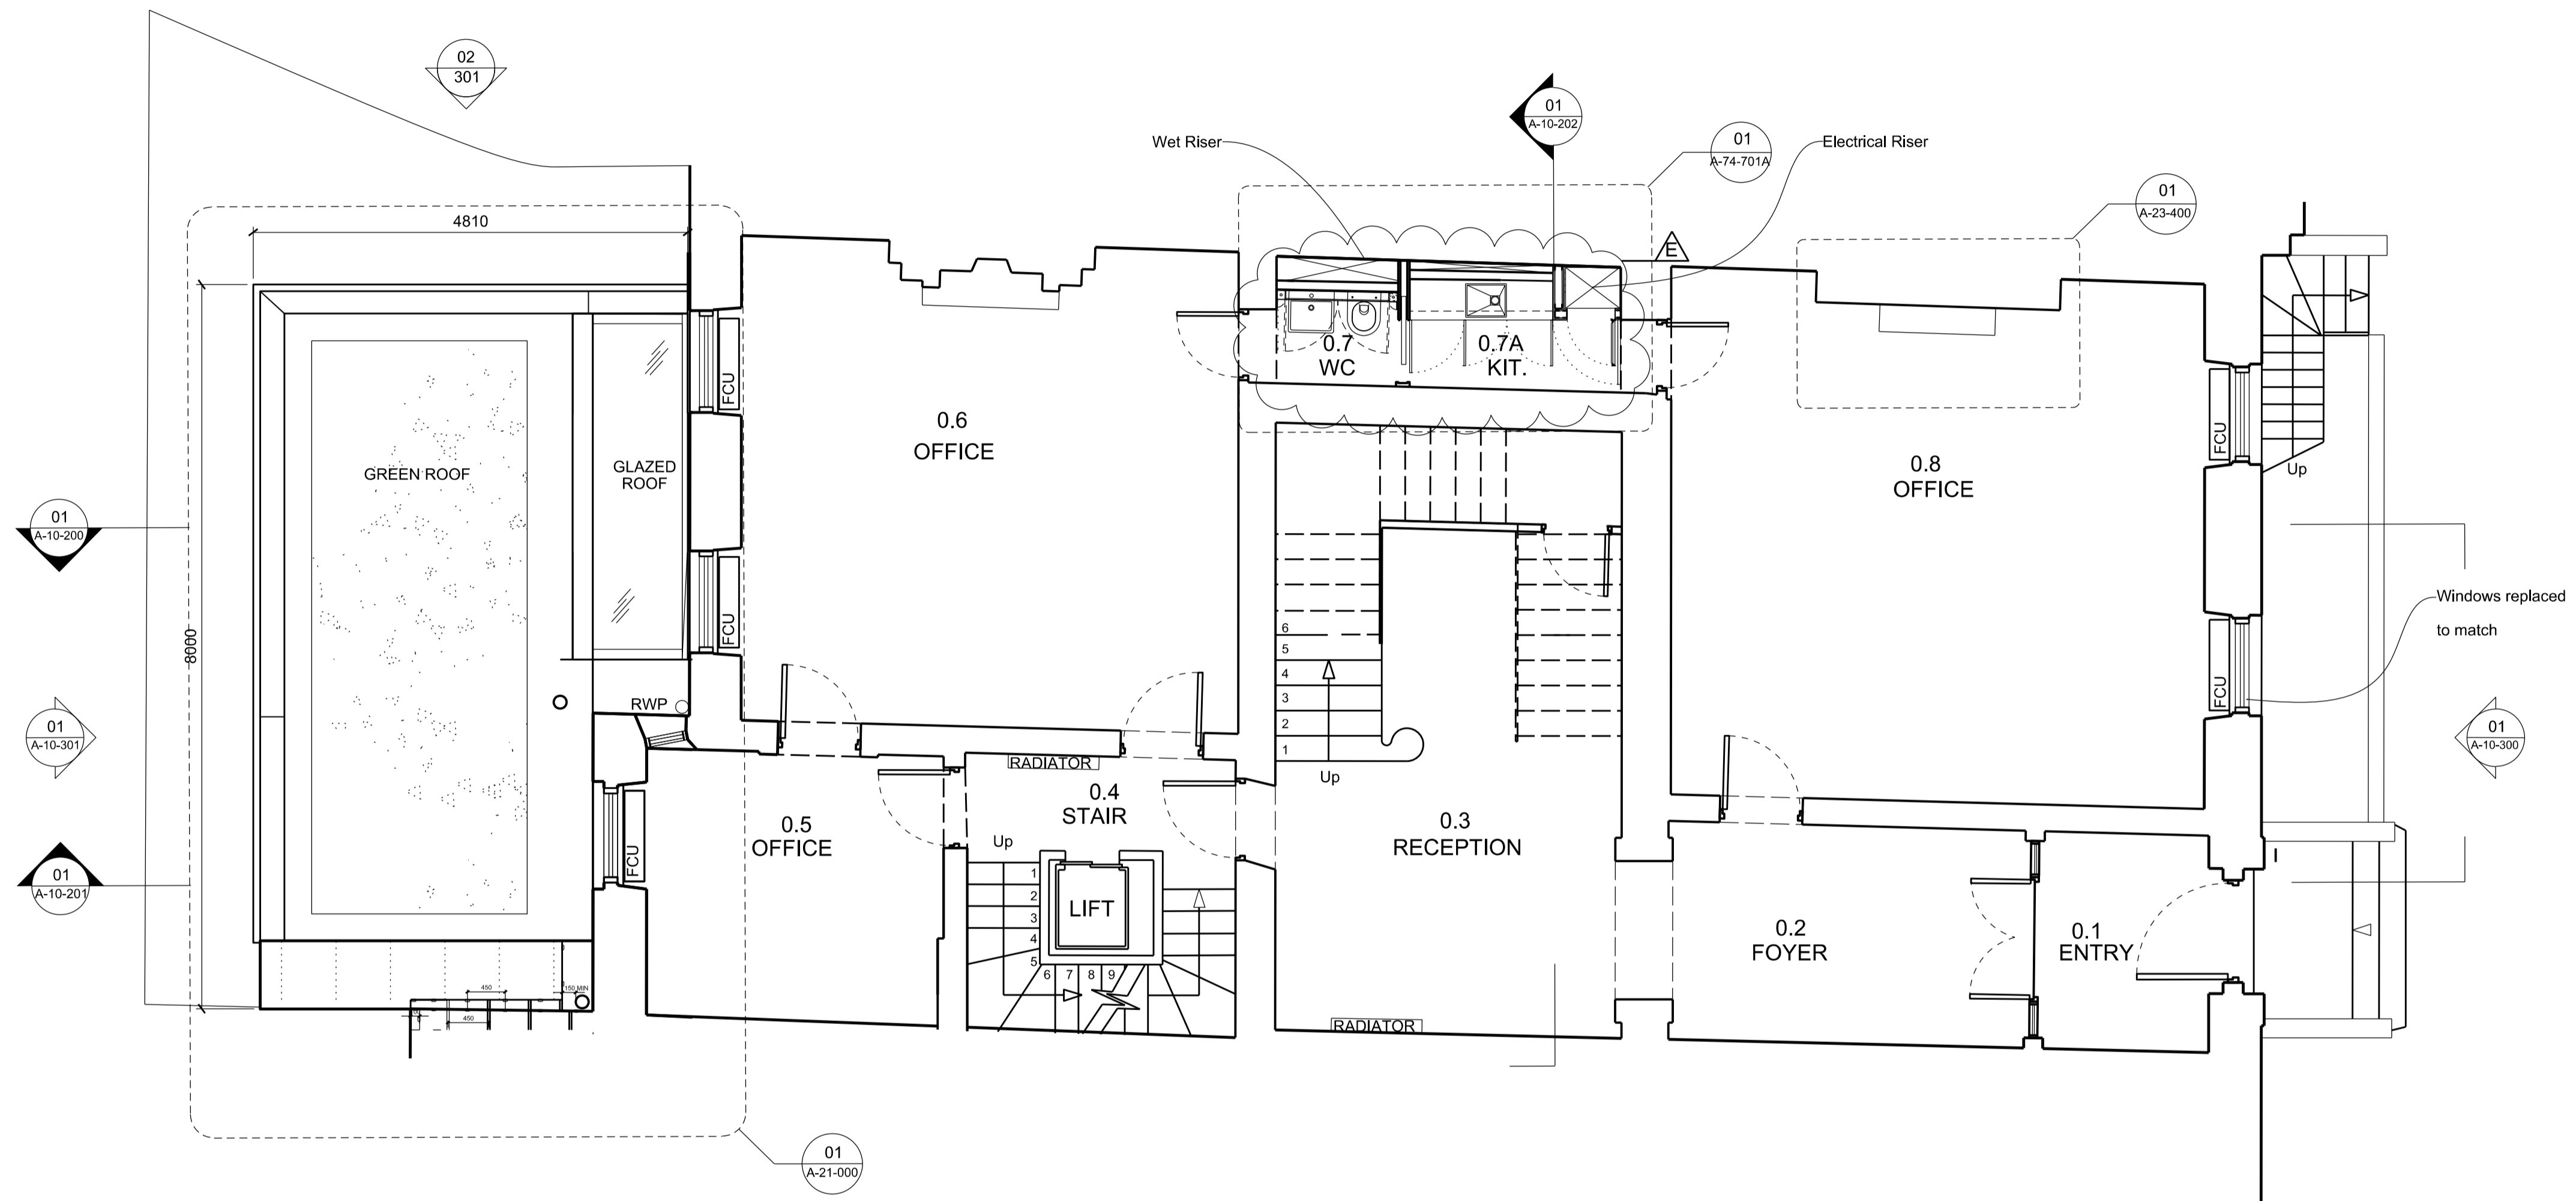 02
301
01
A-10-202
Wet Riser
01
A-74-701A
Electrical Riser
01
A-23-400
4810
E
FCU
0.7
WC
0.7A
KIT.
0.6
OFFICE
GREEN ROOF
GLAZED
ROOF
0.8
OFFICE
FCU
Up
01
A-10-200
FCU
8000
6
5
4
3
2
1
Up
Windows replaced
to match
FCU
RWP
01
A-10-301
01
A-10-300
RADIATOR
0.4
STAIR
0.5
OFFICE
Up
0.3
RECEPTION
FCU
01
A-10-201
1
2
3
4
5
6
7
8
9
LIFT
0.2
FOYER
0.1
ENTRY
450
150 MIN
450
RADIATOR
01
A-21-000